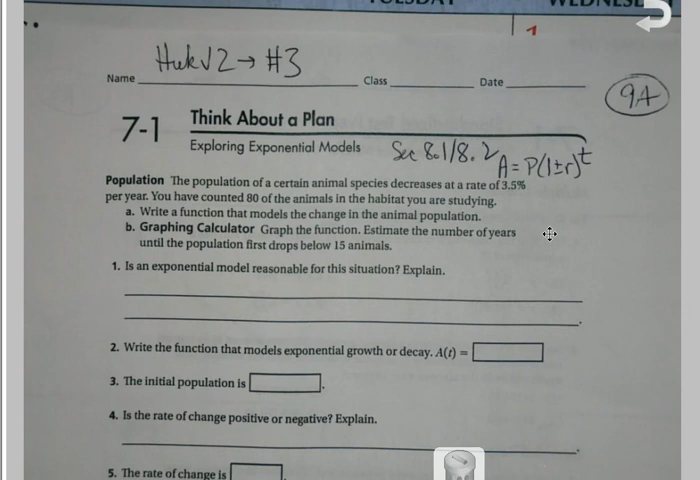 TUESDAY WEDNESD
1
Name Hwk √ 2 → #3 Class Date
9A
7-1 Think About a Plan
Exploring Exponential Models
Sec 8.1/8.2 A = P(1±r)^t
Population The population of a certain animal species decreases at a rate of 3.5%
per year. You have counted 80 of the animals in the habitat you are studying.
a. Write a function that models the change in the animal population.
b. Graphing Calculator Graph the function. Estimate the number of years
until the population first drops below 15 animals.
1. Is an exponential model reasonable for this situation? Explain.
2. Write the function that models exponential growth or decay. A(t) =
3. The initial population is .
4. Is the rate of change positive or negative? Explain.
5. The rate of change is .